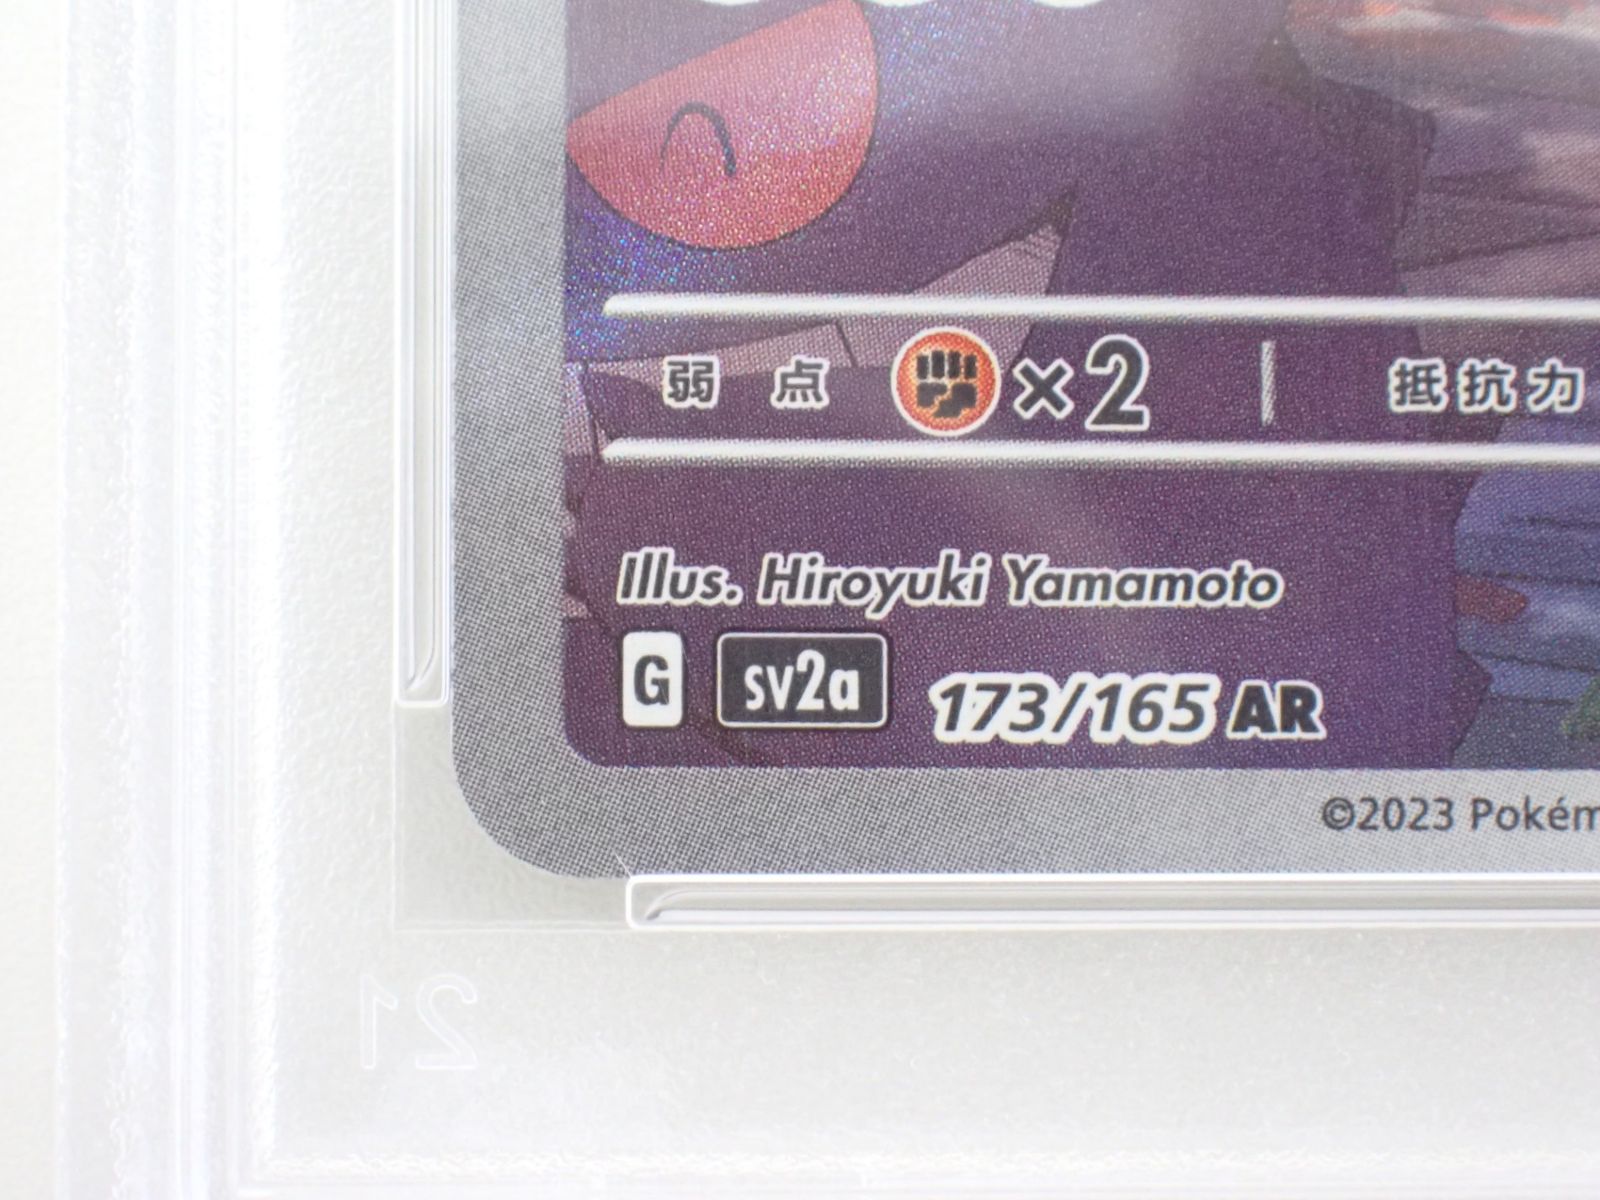 弱 点 ×2 抵抗力
Illus. Hiroyuki Yamamoto
G sv2a 173/165 AR
©2023 Pokém
21